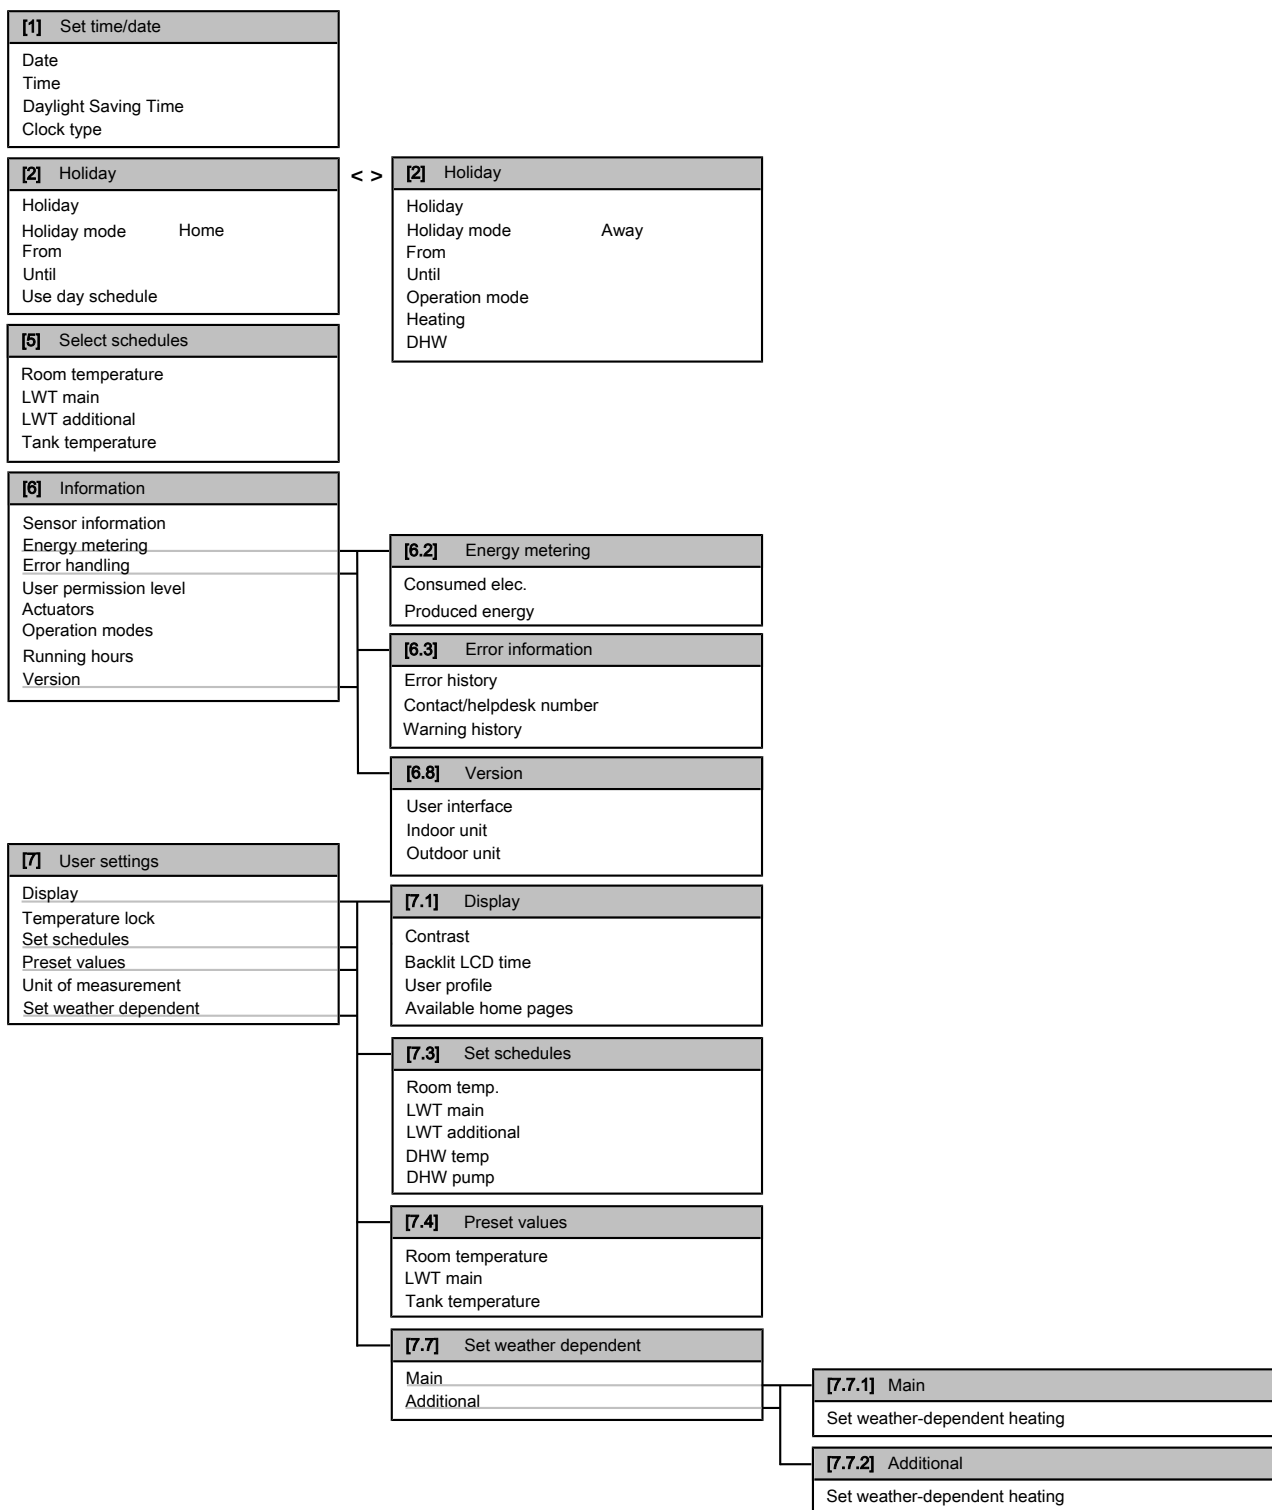 [1] Set time/date
Date
Time
Daylight Saving Time
Clock type
[2] Holiday
Holiday
Holiday mode Home
From
Until
Use day schedule
< >
[2] Holiday
Holiday
Holiday mode Away
From
Until
Operation mode
Heating
DHW
[5] Select schedules
Room temperature
LWT main
LWT additional
Tank temperature
[6] Information
Sensor information
Energy metering
Error handling
User permission level
Actuators
Operation modes
Running hours
Version
[6.2] Energy metering
Consumed elec.
Produced energy
[6.3] Error information
Error history
Contact/helpdesk number
Warning history
[6.8] Version
User interface
Indoor unit
Outdoor unit
[7] User settings
Display
Temperature lock
Set schedules
Preset values
Unit of measurement
Set weather dependent
[7.1] Display
Contrast
Backlit LCD time
User profile
Available home pages
[7.3] Set schedules
Room temp.
LWT main
LWT additional
DHW temp
DHW pump
[7.4] Preset values
Room temperature
LWT main
Tank temperature
[7.7] Set weather dependent
Main
Additional
[7.7.1] Main
Set weather-dependent heating
[7.7.2] Additional
Set weather-dependent heating